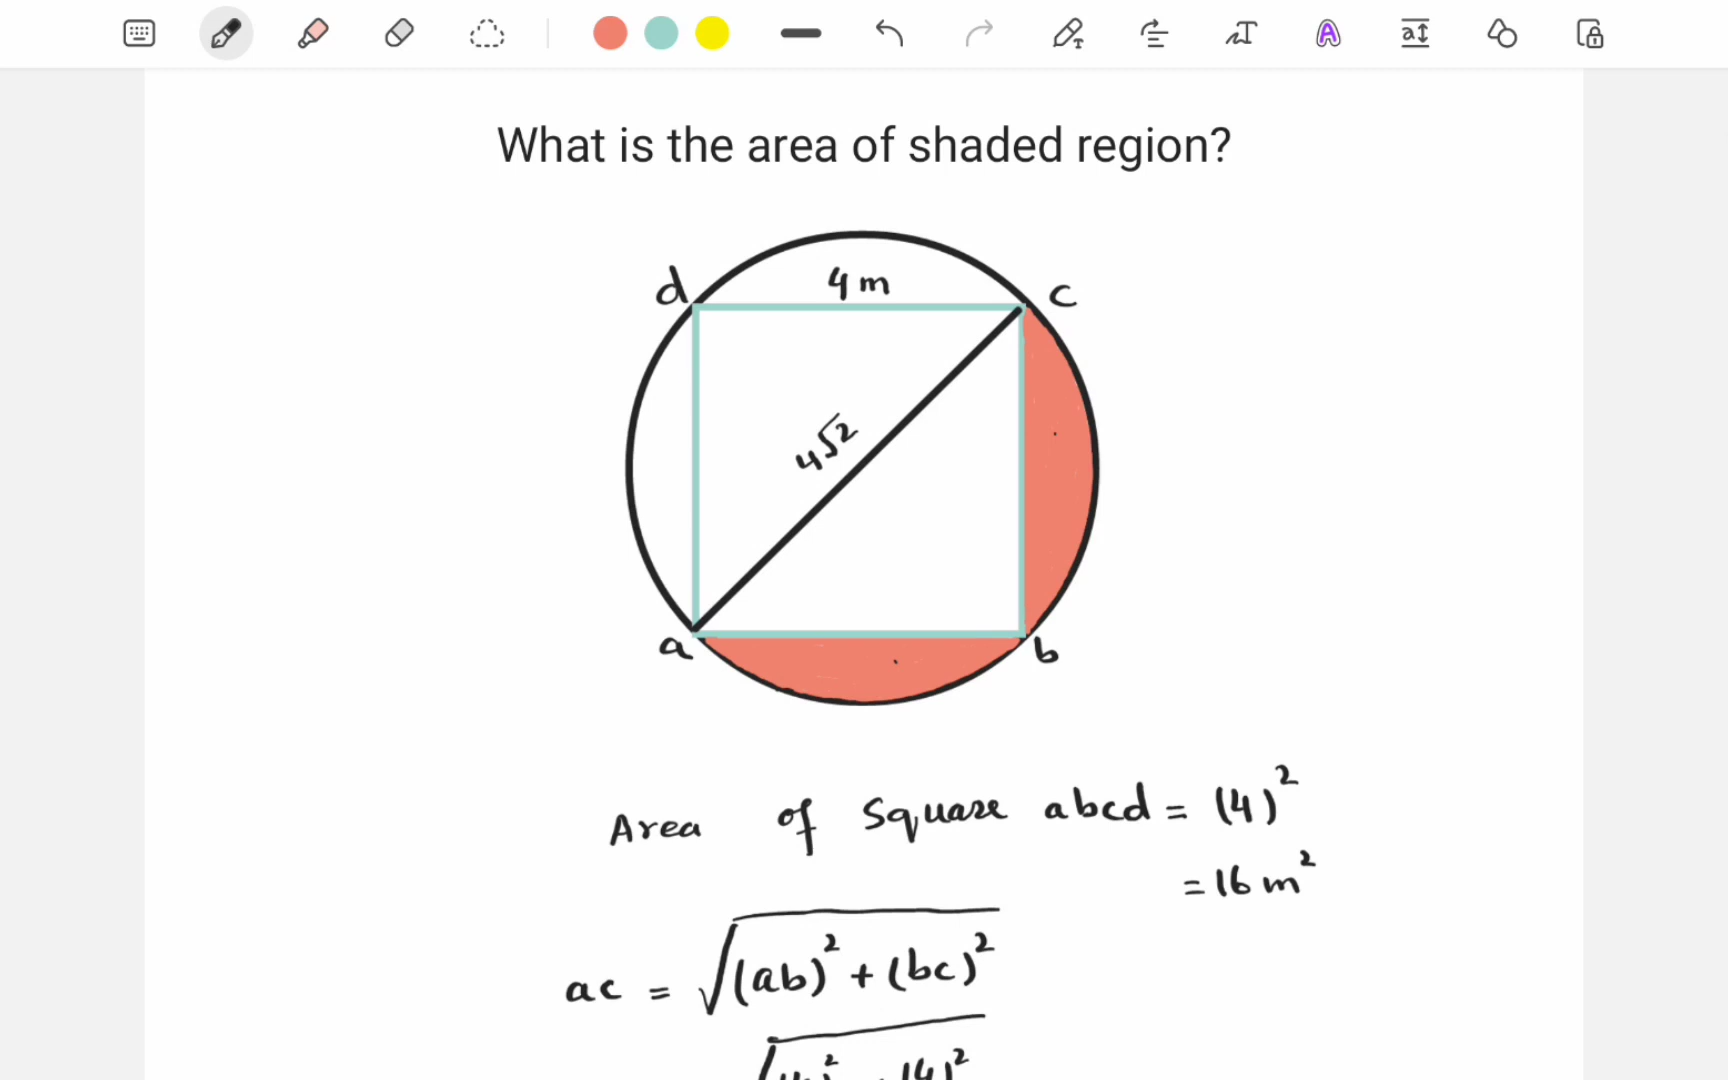 What is the area of shaded region?
d 4 m c
4√2
a b
Area of Square abcd = (4)²
= 16 m²
ac = √(ab)² + (bc)²